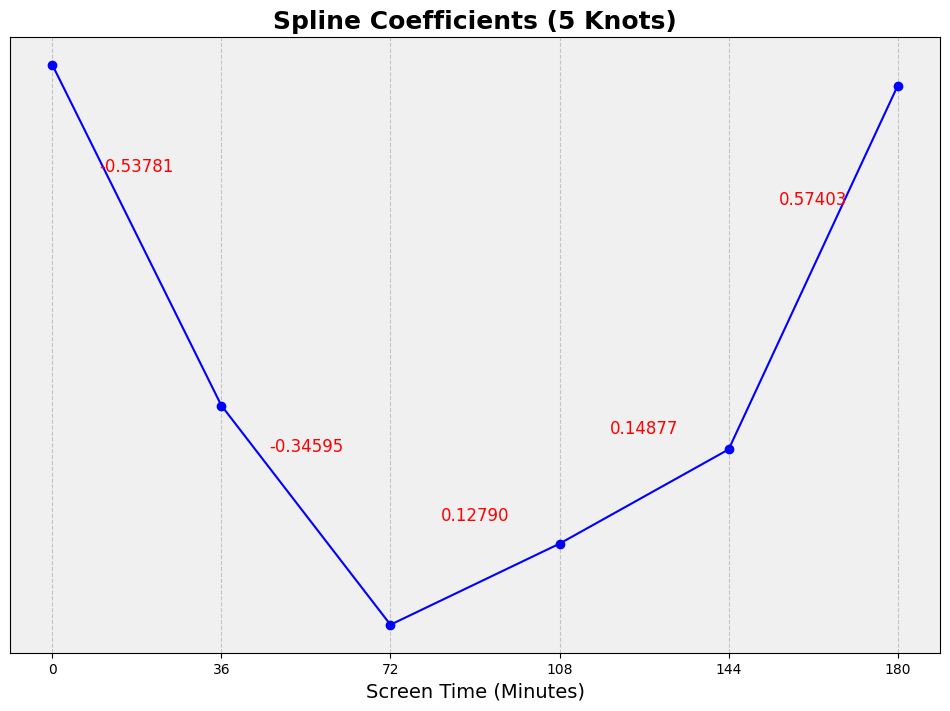 Spline Coefficients (5 Knots)
-0.53781
0.57403
0.14877
-0.34595
0.12790
0 36 72 108 144 180
Screen Time (Minutes)